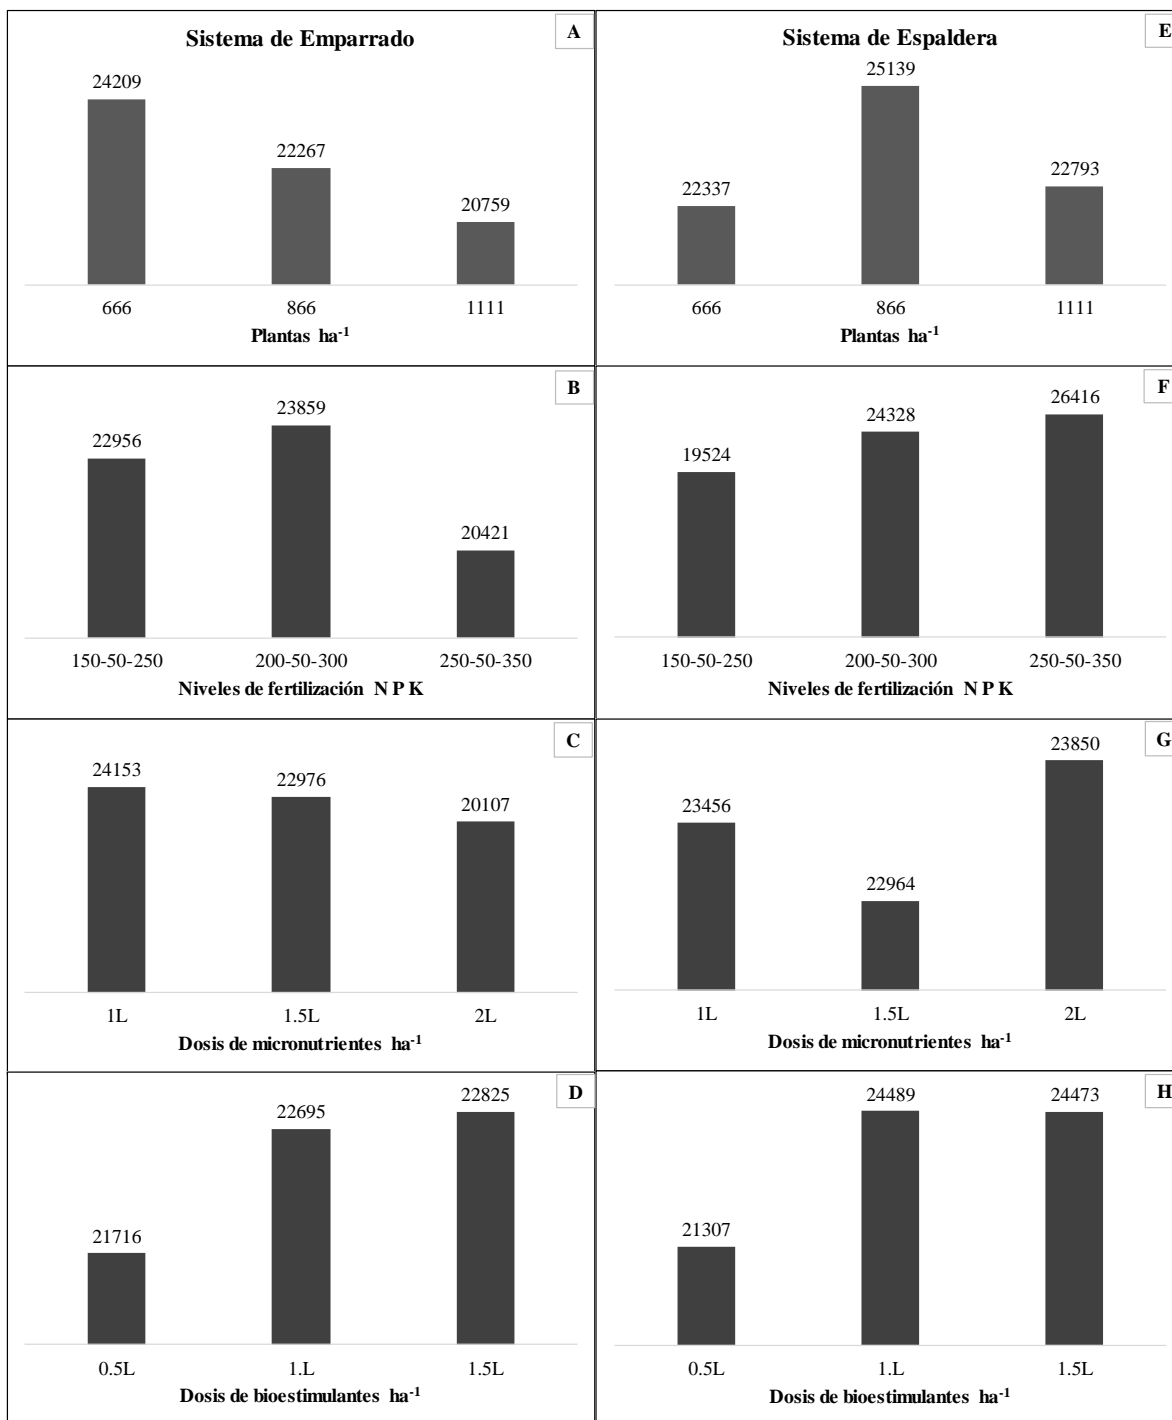 Sistema de Emparrado
A
24209
22267
20759
666 866 1111
Plantas ha-1
Sistema de Espaldera
E
25139
22337
22793
666 866 1111
Plantas ha-1
B
22956
23859
20421
150-50-250 200-50-300 250-50-350
Niveles de fertilización N P K
F
19524
24328
26416
150-50-250 200-50-300 250-50-350
Niveles de fertilización N P K
C
24153
22976
20107
1L 1.5L 2L
Dosis de micronutrientes ha-1
G
23456
22964
23850
1L 1.5L 2L
Dosis de micronutrientes ha-1
D
21716
22695
22825
0.5L 1.L 1.5L
Dosis de bioestimulantes ha-1
H
21307
24489
24473
0.5L 1.L 1.5L
Dosis de bioestimulantes ha-1